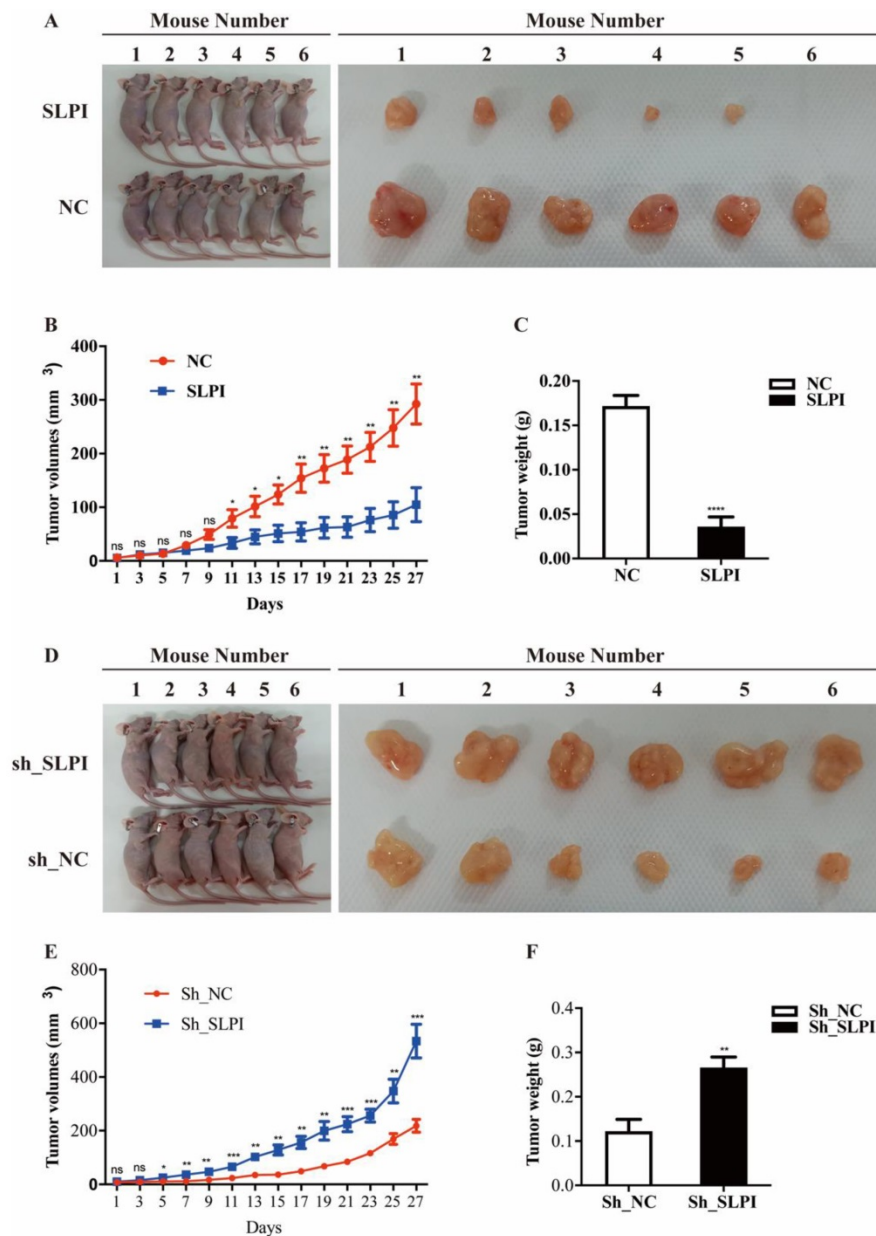 A
Mouse Number Mouse Number
1 2 3 4 5 6 1 2 3 4 5 6
SLPI
NC
B
NC
SLPI
Tumor volumes (mm 3)
400
300
200
100
0
ns ns ns ns ns * * * ** ** ** ** ** **
1 3 5 7 9 11 13 15 17 19 21 23 25 27
Days
C
NC
SLPI
Tumor weight (g)
0.20
0.15
0.10
0.05
0.00
****
NC SLPI
D
Mouse Number Mouse Number
1 2 3 4 5 6 1 2 3 4 5 6
sh_SLPI
sh_NC
E
Sh_NC
Sh_SLPI
Tumor volumes (mm 3)
800
600
400
200
0
ns ns * ** ** *** ** ** ** ** *** *** ** ***
1 3 5 7 9 11 13 15 17 19 21 23 25 27
Days
F
Sh_NC
Sh_SLPI
Tumor weight (g)
0.4
0.3
0.2
0.1
0.0
**
Sh_NC Sh_SLPI